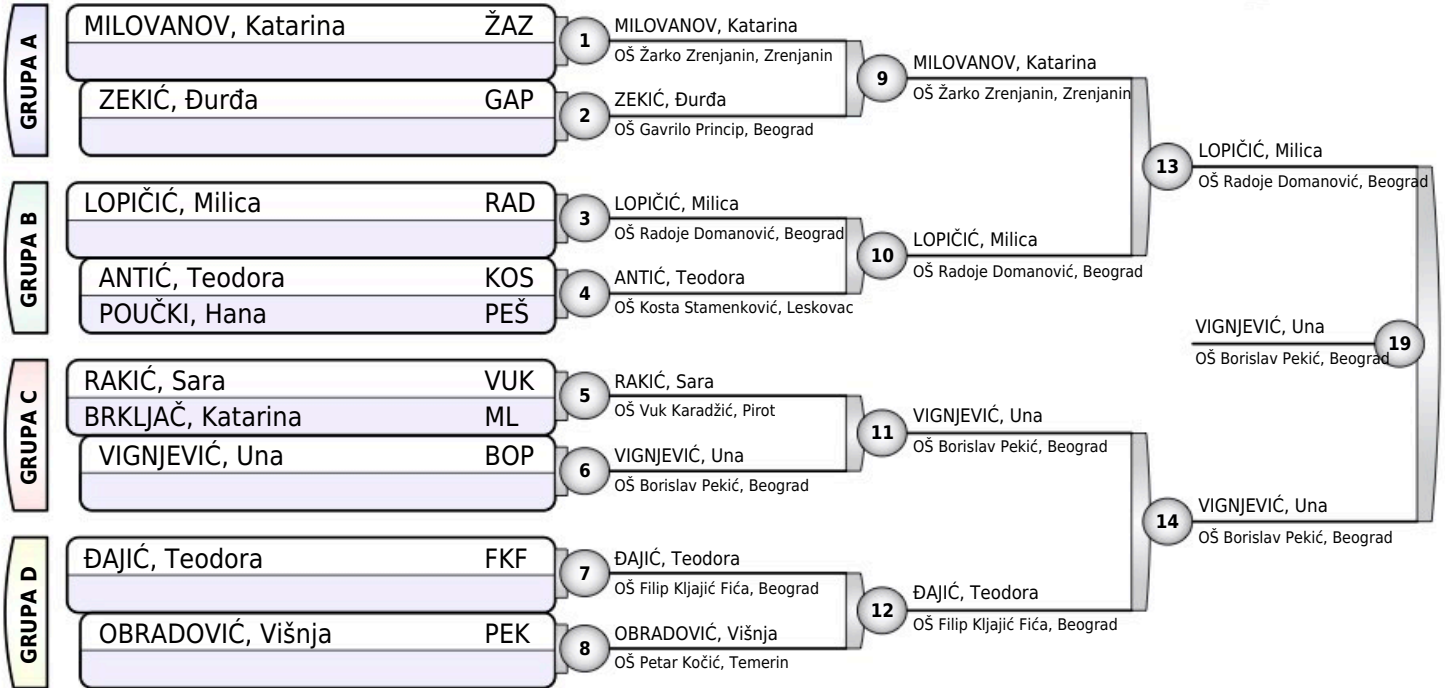 GRUPA A
MILOVANOV, Katarina ŽAZ
ZEKIĆ, Đurđa GAP
GRUPA B
LOPIČIĆ, Milica RAD
ANTIĆ, Teodora KOS
POUČKI, Hana PEŠ
GRUPA C
RAKIĆ, Sara VUK
BRKLJAČ, Katarina ML
VIGNJEVIĆ, Una BOP
GRUPA D
ĐAJIĆ, Teodora FKF
OBRADOVIĆ, Višnja PEK
1
MILOVANOV, Katarina
OŠ Žarko Zrenjanin, Zrenjanin
2
ZEKIĆ, Đurđa
OŠ Gavrilo Princip, Beograd
3
LOPIČIĆ, Milica
OŠ Radoje Domanović, Beograd
4
ANTIĆ, Teodora
OŠ Kosta Stamenković, Leskovac
5
RAKIĆ, Sara
OŠ Vuk Karadžić, Pirot
6
VIGNJEVIĆ, Una
OŠ Borislav Pekić, Beograd
7
ĐAJIĆ, Teodora
OŠ Filip Kljajić Fića, Beograd
8
OBRADOVIĆ, Višnja
OŠ Petar Kočić, Temerin
9
MILOVANOV, Katarina
OŠ Žarko Zrenjanin, Zrenjanin
10
LOPIČIĆ, Milica
OŠ Radoje Domanović, Beograd
11
VIGNJEVIĆ, Una
OŠ Borislav Pekić, Beograd
12
ĐAJIĆ, Teodora
OŠ Filip Kljajić Fića, Beograd
13
LOPIČIĆ, Milica
OŠ Radoje Domanović, Beograd
14
VIGNJEVIĆ, Una
OŠ Borislav Pekić, Beograd
VIGNJEVIĆ, Una
19
OŠ Borislav Pekić, Beograd